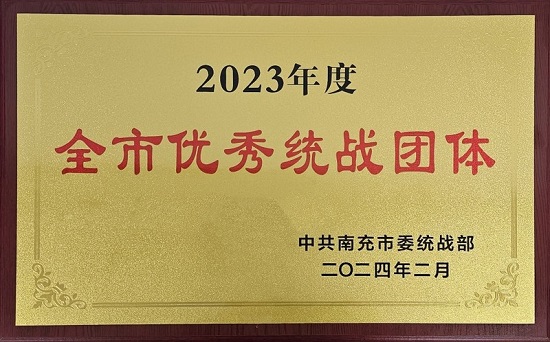 2023年度
全市优秀统战团体
中共南充市委统战部
二〇二四年二月